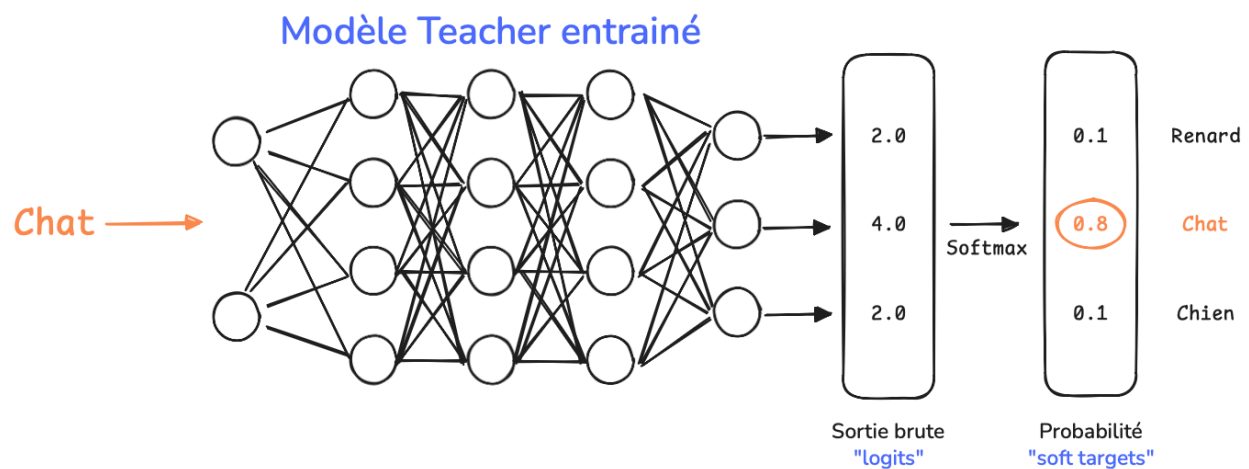 Modèle Teacher entrainé
Chat
2.0 0.1 Renard
4.0 Softmax 0.8 Chat
2.0 0.1 Chien
Sortie brute
"logits"
Probabilité
"soft targets"